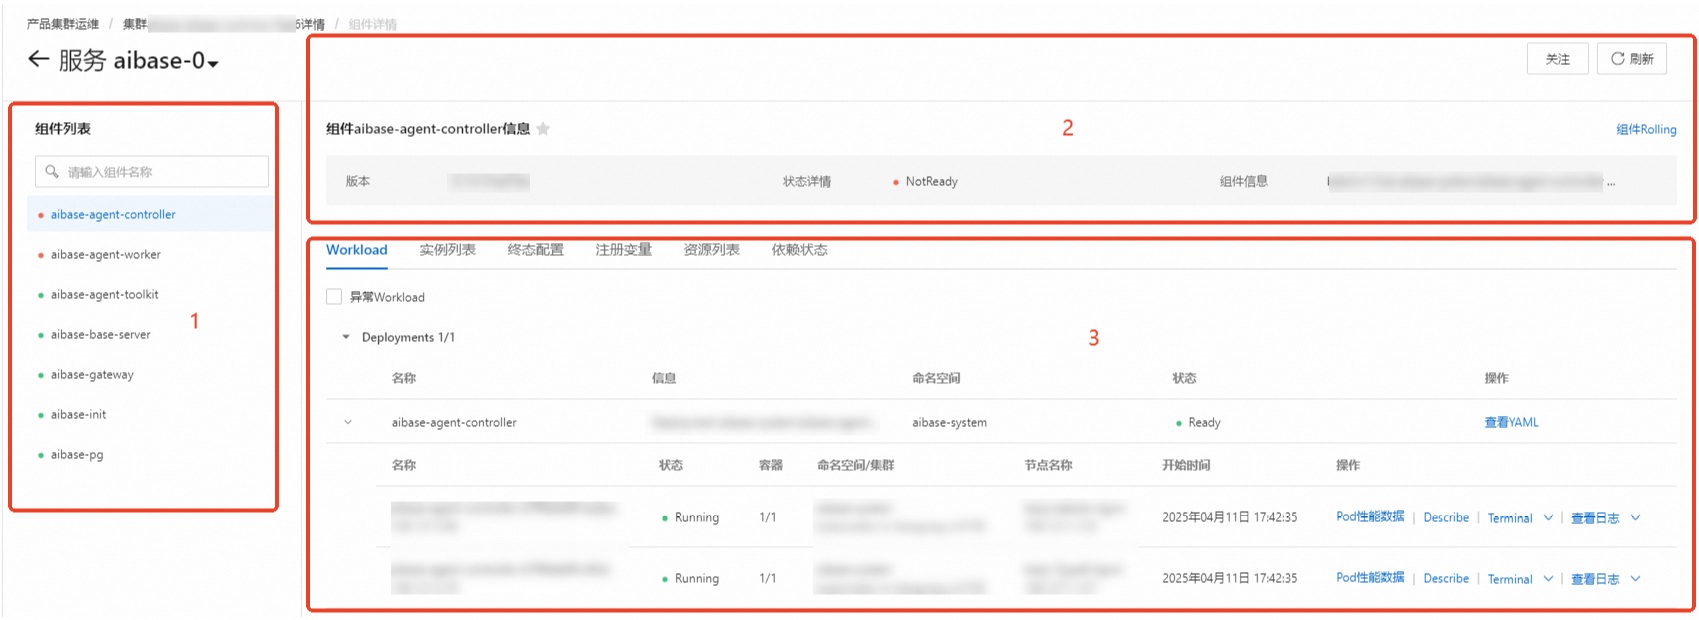 产品集群运维 / 集群 6详情 / 组件详情
服务 aibase-0
关注 刷新
组件列表
请输入组件名称
aibase-agent-controller
aibase-agent-worker
aibase-agent-toolkit
aibase-base-server
aibase-gateway
aibase-init
aibase-pg
1
组件aibase-agent-controller信息
2
组件Rolling
版本 状态详情 NotReady 组件信息 ...
Workload 实例列表 终态配置 注册变量 资源列表 依赖状态
异常Workload
Deployments 1/1
3
名称 信息 命名空间 状态 操作
aibase-agent-controller aibase-system Ready 查看YAML
名称 状态 容器 命名空间/集群 节点名称 开始时间 操作
Running 1/1 2025年04月11日 17:42:35 Pod性能数据 | Describe | Terminal | 查看日志
Running 1/1 2025年04月11日 17:42:35 Pod性能数据 | Describe | Terminal | 查看日志